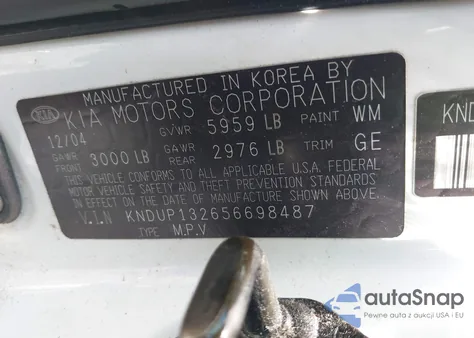 MANUFACTURED IN KOREA BY
KIA KIA MOTORS CORPORATION
12/04 GVWR 5959 LB PAINT WM
GAWR FRONT 3000 LB GAWR REAR 2976 LB TRIM GE
THIS VEHICLE CONFORMS TO ALL APPLICABLE U.S.A. FEDERAL
MOTOR VEHICLE SAFETY AND THEFT PREVENTION STANDARDS
IN EFFECT ON THE DATE OF MANUFACTURE SHOWN ABOVE.
V.I.N KNDUP132656698487
TYPE M.P.V
KND
autoSnap
Pewne auta z aukcji USA i EU